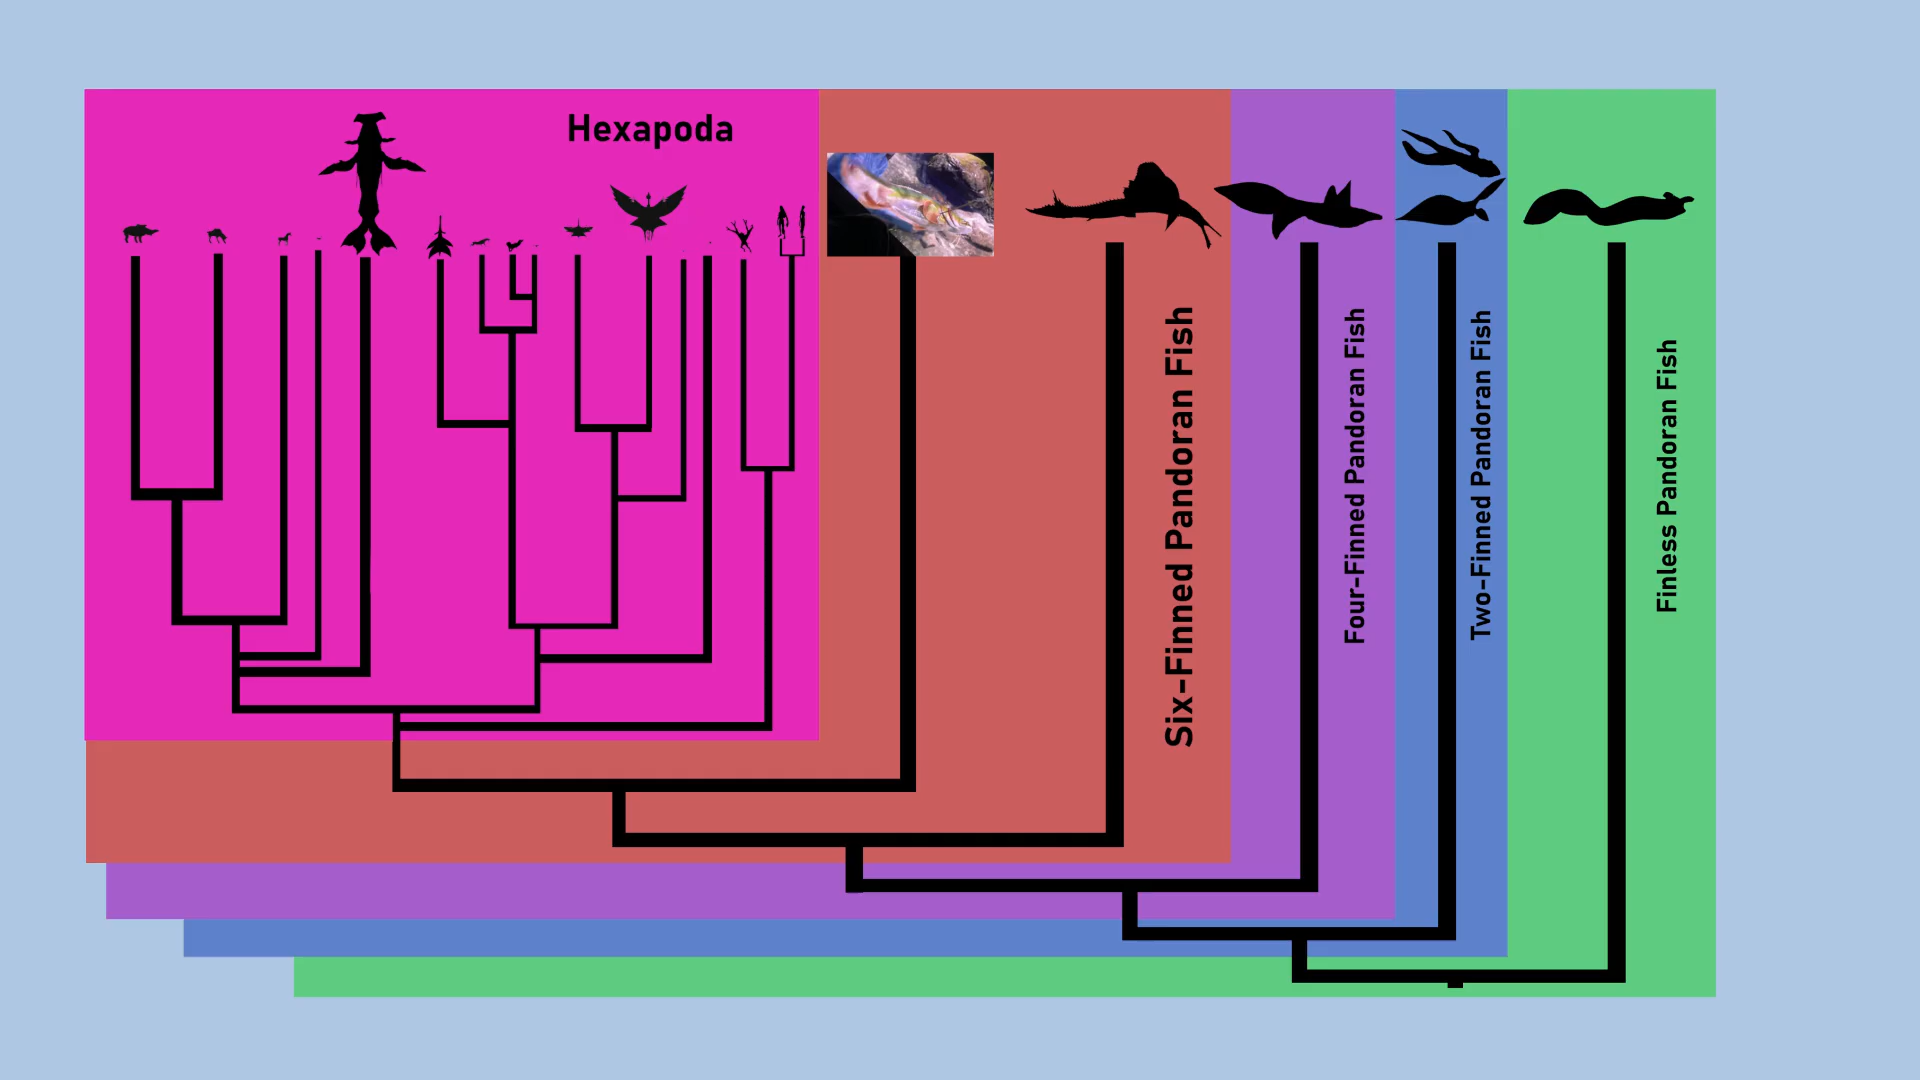 Hexapoda
Six-Finned Pandoran Fish
Four-Finned Pandoran Fish
Two-Finned Pandoran Fish
Finless Pandoran Fish